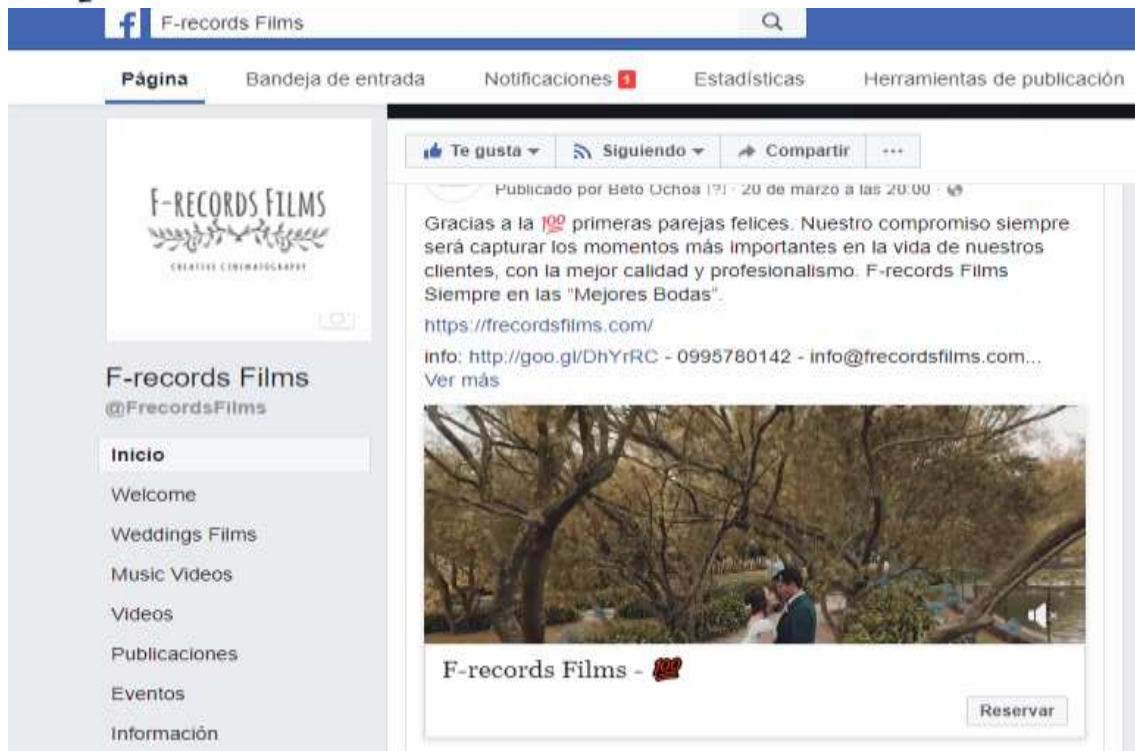 F-records Films
Página Bandeja de entrada Notificaciones 1 Estadísticas Herramientas de publicación
Te gusta Siguiendo Compartir ...
F-RECORDS FILMS
CREATIVE CINEMATOGRAPHY
F-records Films
@FrecordsFilms
Inicio
Welcome
Weddings Films
Music Videos
Videos
Publicaciones
Eventos
Información
Publicado por Beto Ochoa [?] · 20 de marzo a las 20:00 ·
Gracias a la 💯 primeras parejas felices. Nuestro compromiso siempre
será capturar los momentos más importantes en la vida de nuestros
clientes, con la mejor calidad y profesionalismo. F-records Films
Siempre en las "Mejores Bodas".
https://frecordsfilms.com/
info: http://goo.gl/DhYrRC - 0995780142 - info@frecordsfilms.com...
Ver más
F-records Films - 💯
Reservar